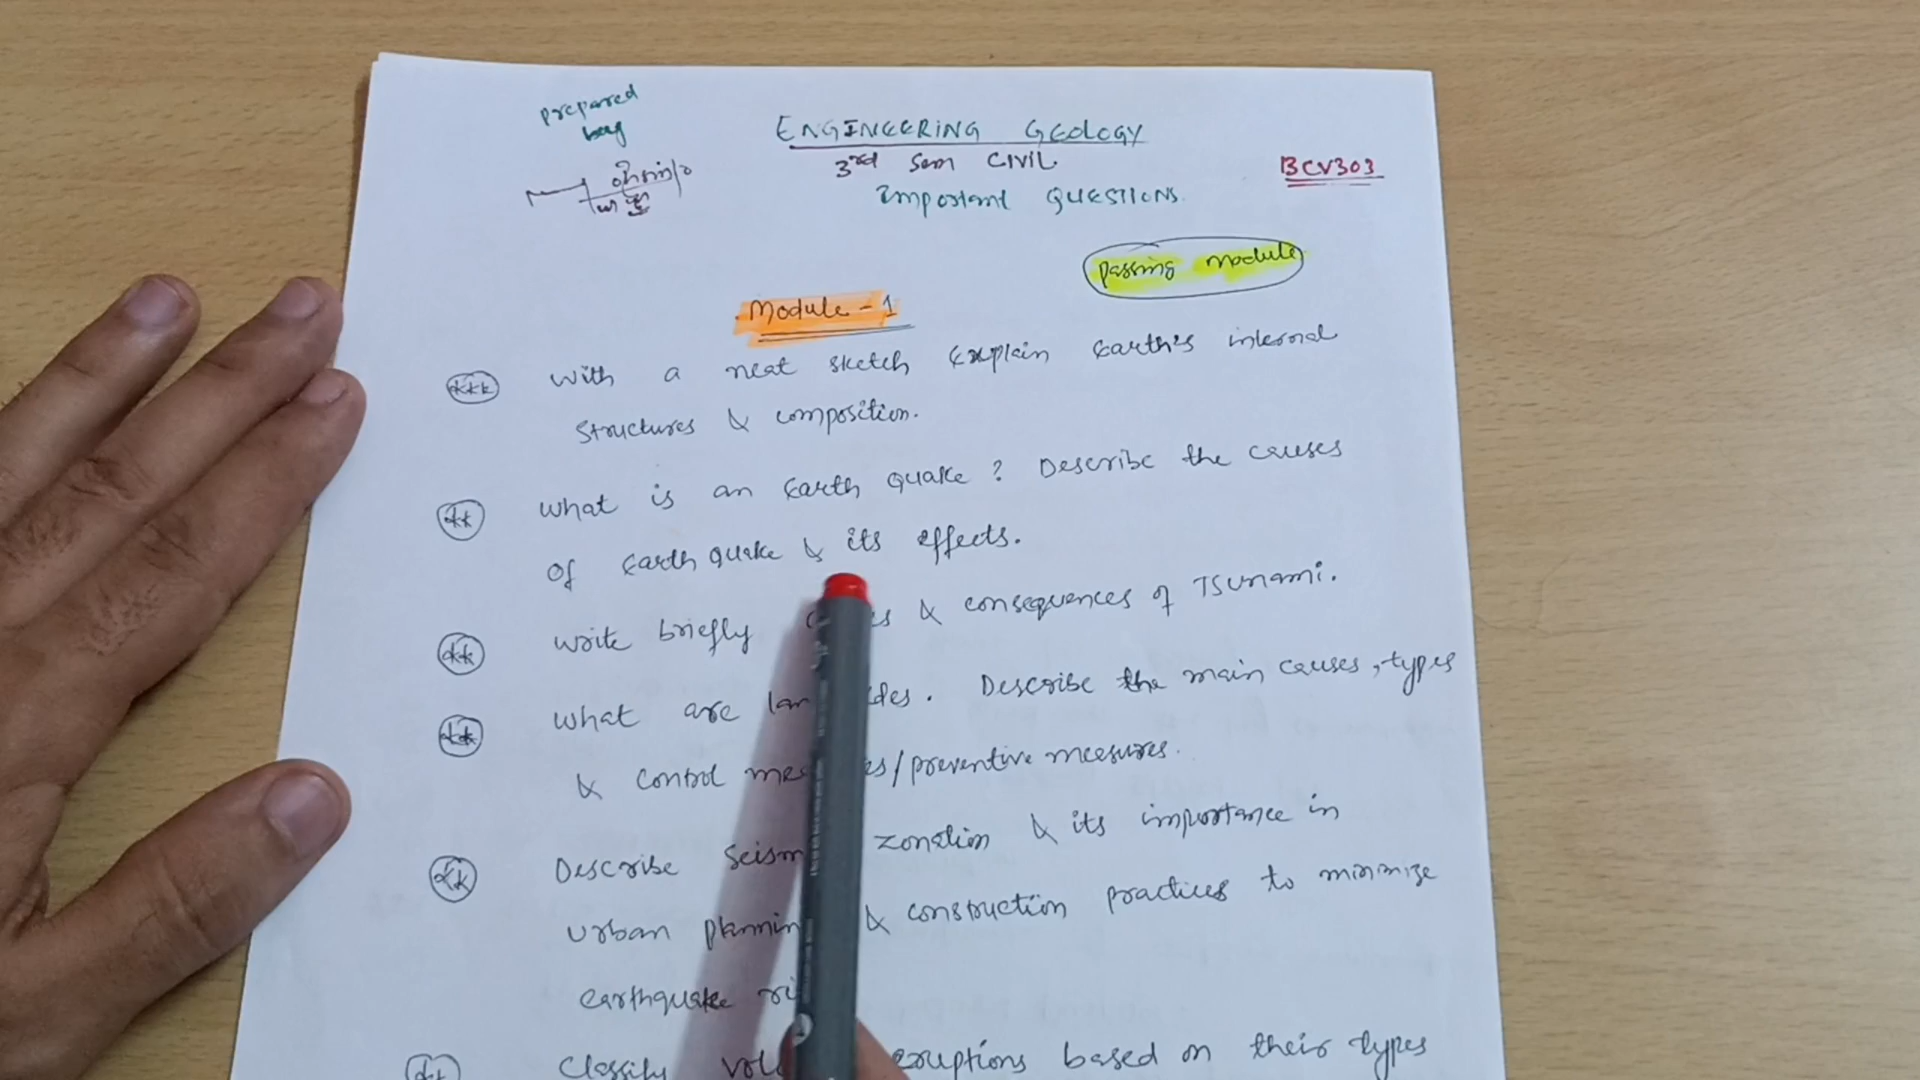 prepared
by
ENGINEERING GEOLOGY
3rd Sem CIVIL
BCV303
Important QUESTIONS.
Passing module
Module - 1
*** With a neat sketch Explain Earth's internal
structures & composition.
** What is an Earth quake? Describe the causes
of Earth quake & its effects.
** Write briefly & consequences of Tsunami.
** What are Describe the main causes, types
& control /preventive measures.
** Describe zonation & its importance in
urban & construction practices to minimize
earthquake
** Classify eruptions based on their types